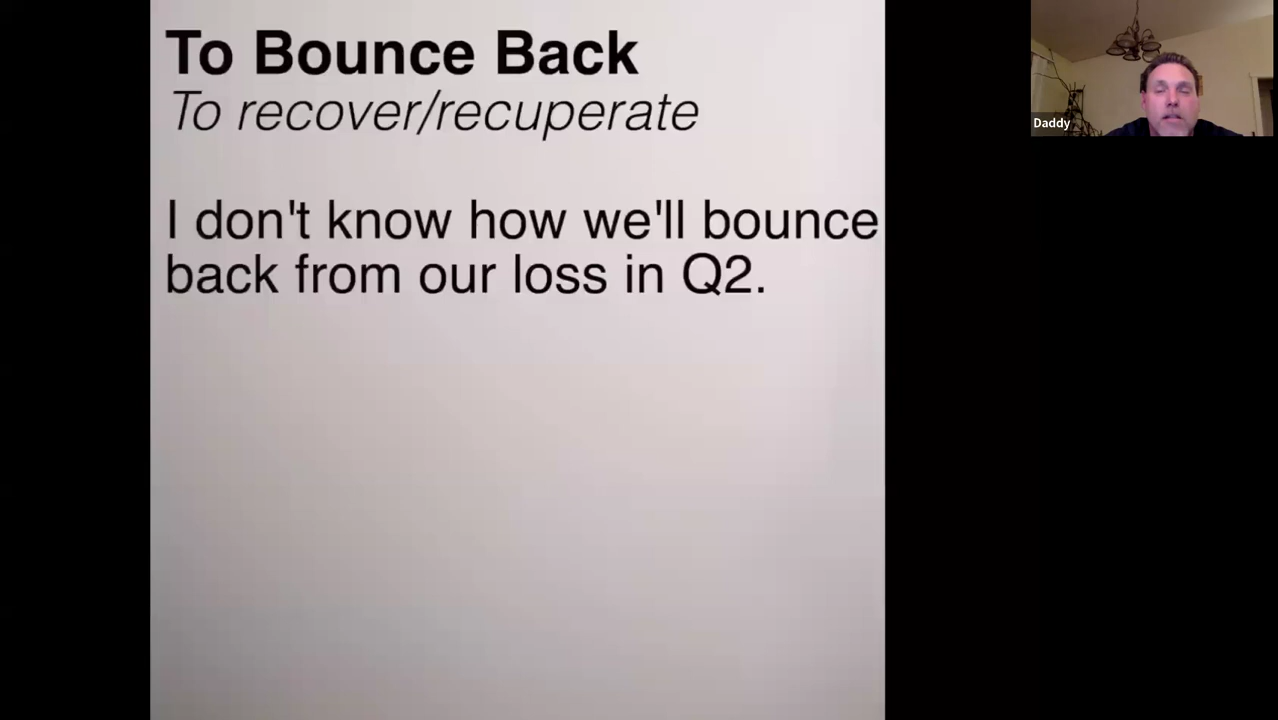 To Bounce Back
To recover/recuperate
I don't know how we'll bounce
back from our loss in Q2.
Daddy